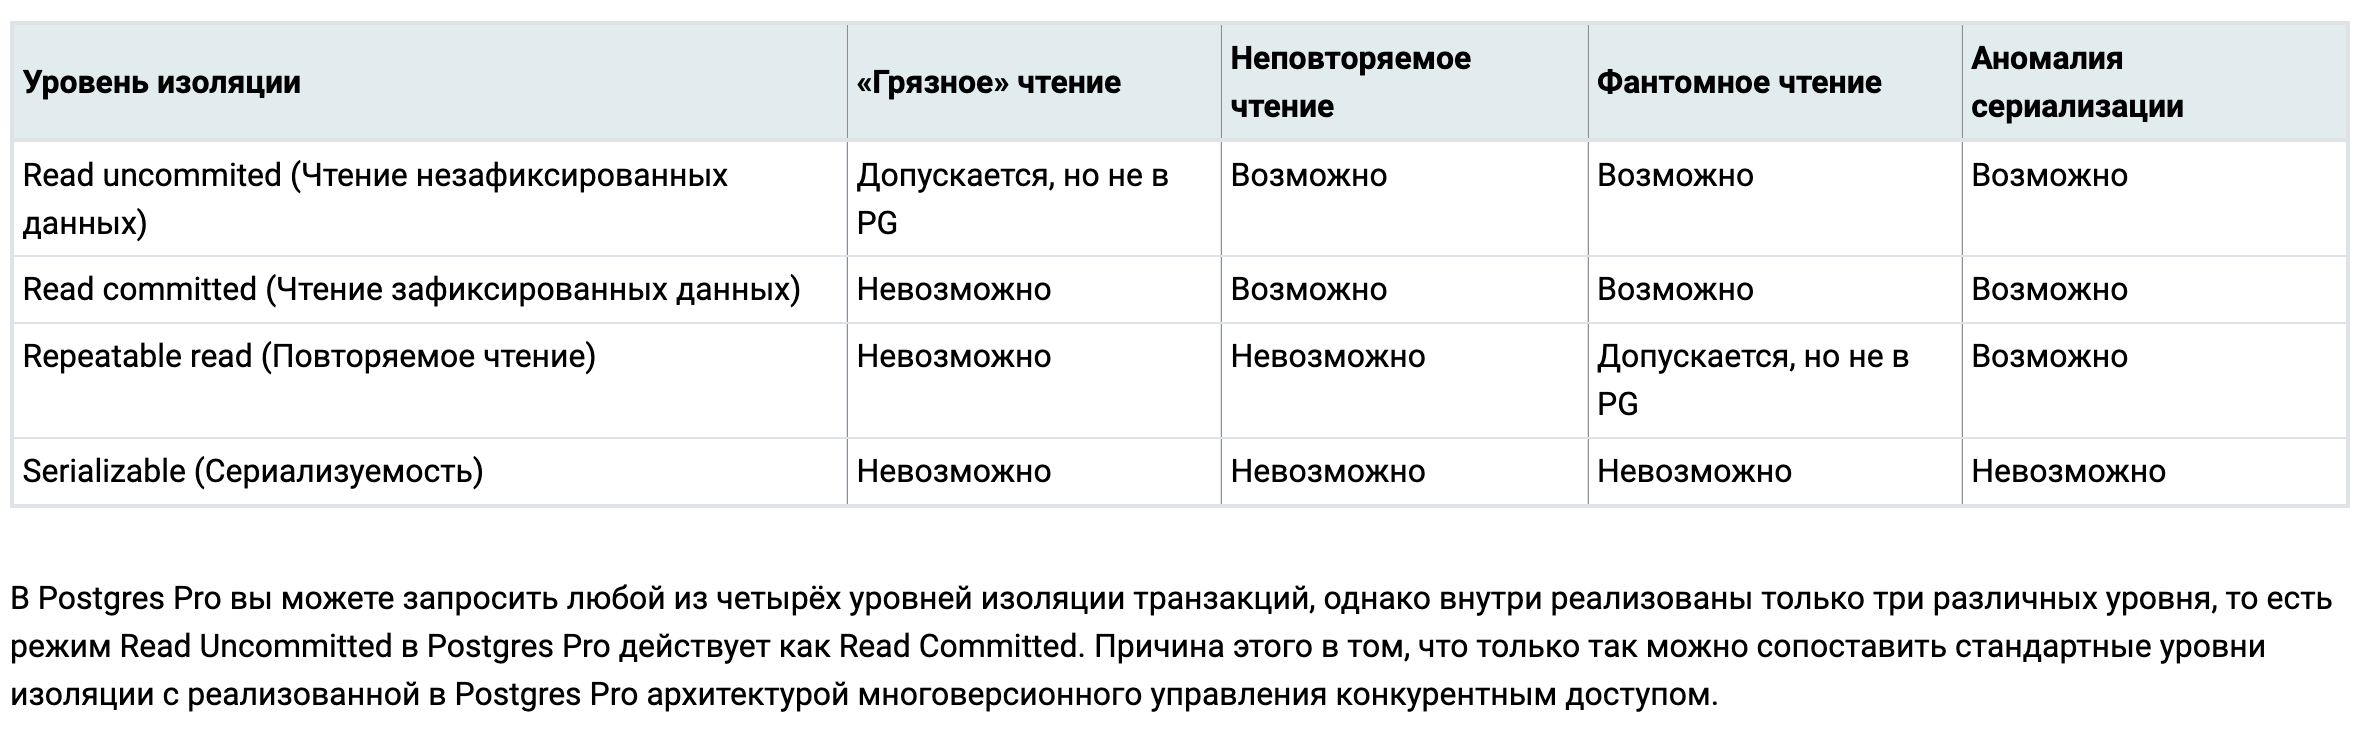 Уровень изоляции
«Грязное» чтение
Неповторяемое
чтение
Фантомное чтение
Аномалия
сериализации
Read uncommited (Чтение незафиксированных
данных)
Допускается, но не в
PG
Возможно
Возможно
Возможно
Read committed (Чтение зафиксированных данных)
Невозможно
Возможно
Возможно
Возможно
Repeatable read (Повторяемое чтение)
Невозможно
Невозможно
Допускается, но не в
PG
Возможно
Serializable (Сериализуемость)
Невозможно
Невозможно
Невозможно
Невозможно
В Postgres Pro вы можете запросить любой из четырёх уровней изоляции транзакций, однако внутри реализованы только три различных уровня, то есть
режим Read Uncommitted в Postgres Pro действует как Read Committed. Причина этого в том, что только так можно сопоставить стандартные уровни
изоляции с реализованной в Postgres Pro архитектурой многоверсионного управления конкурентным доступом.